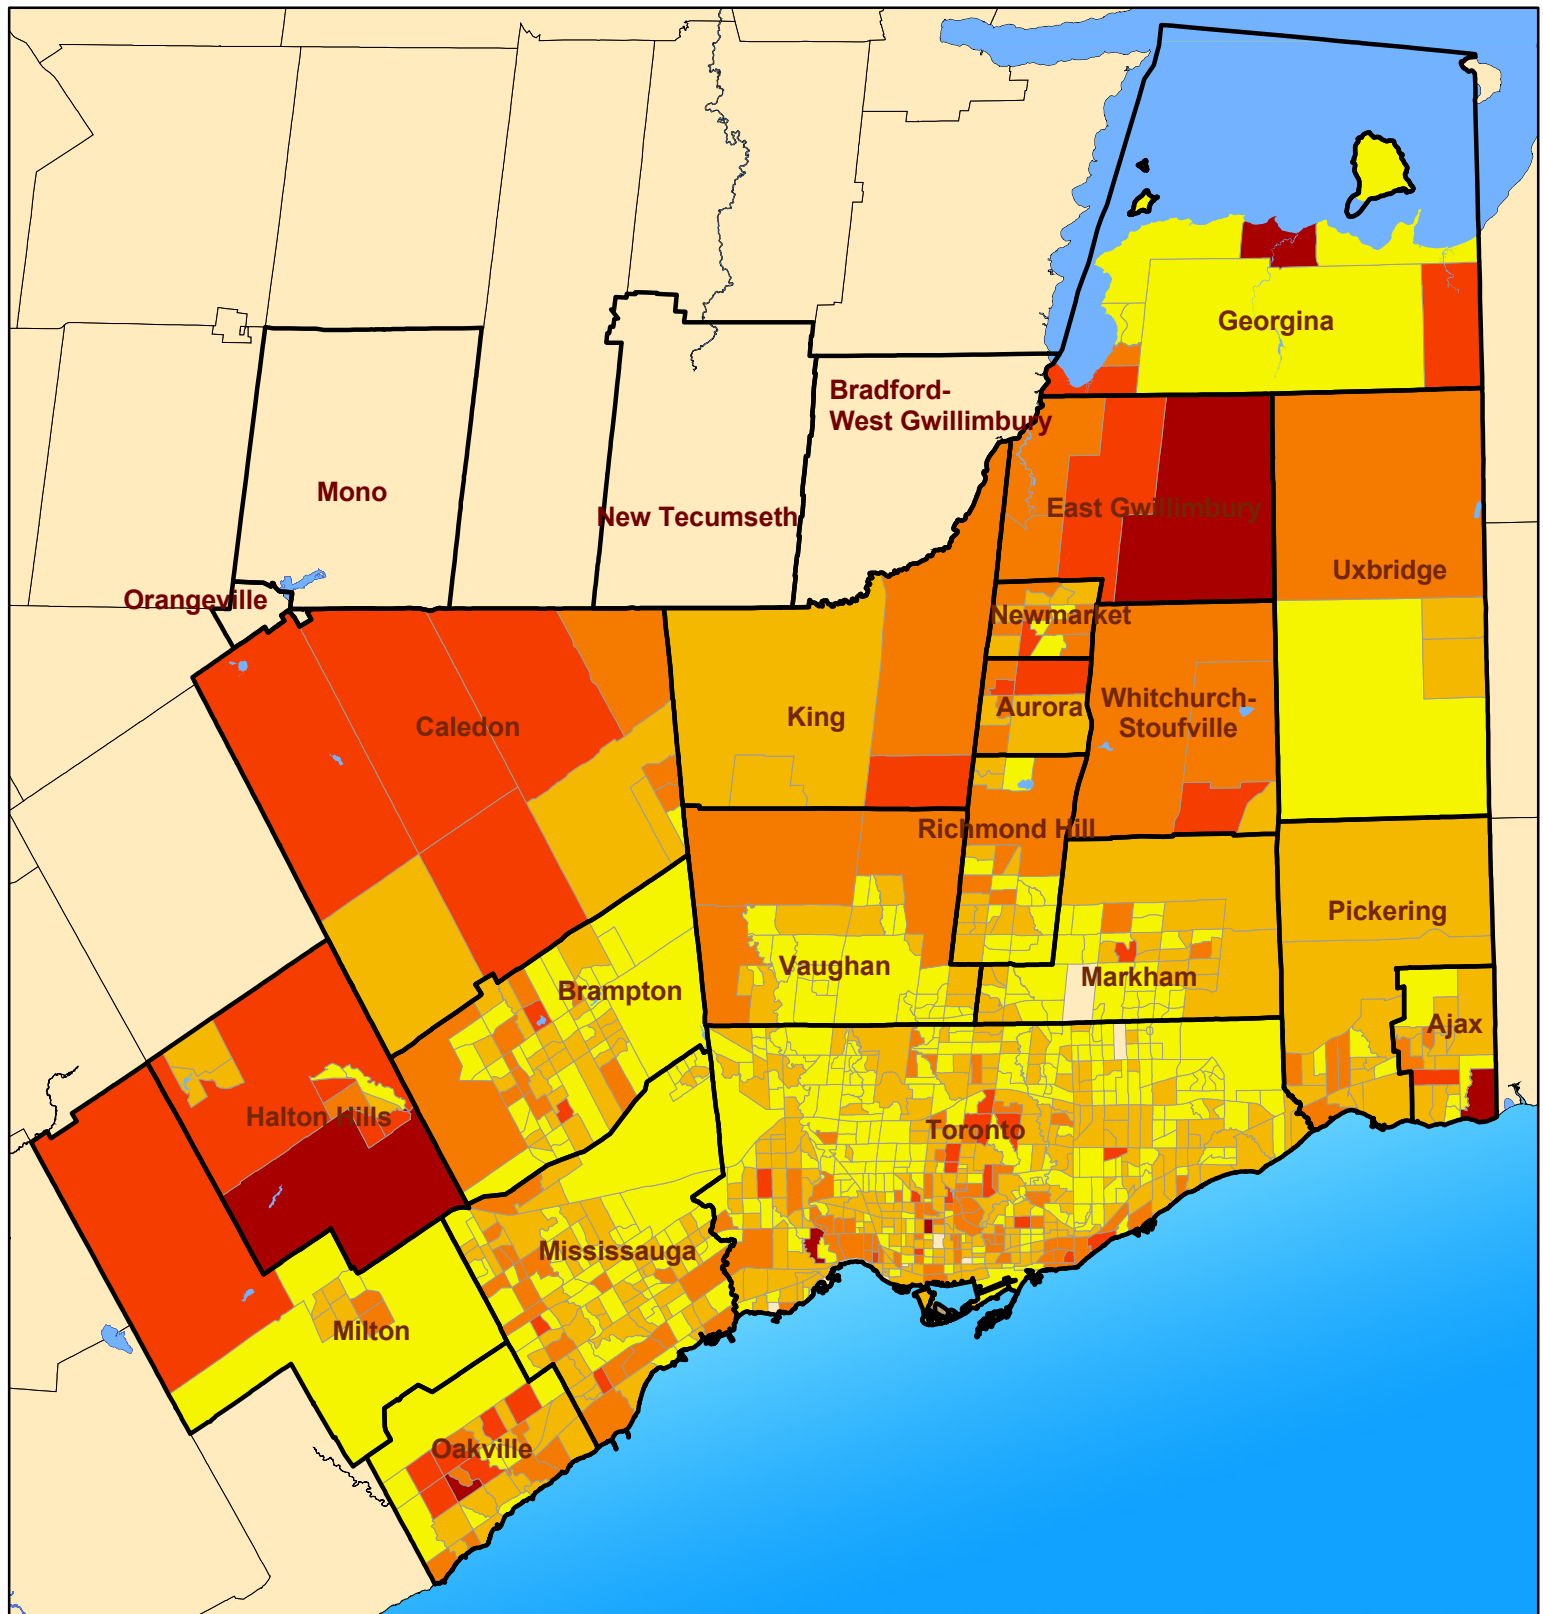 Georgina
Bradford-
West Gwillimbury
Mono
New Tecumseth
East Gwillimbury
Uxbridge
Orangeville
Newmarket
Caledon
King
Aurora
Whitchurch-
Stoufville
Richmond Hill
Pickering
Vaughan
Markham
Brampton
Ajax
Halton Hills
Toronto
Mississauga
Milton
Oakville